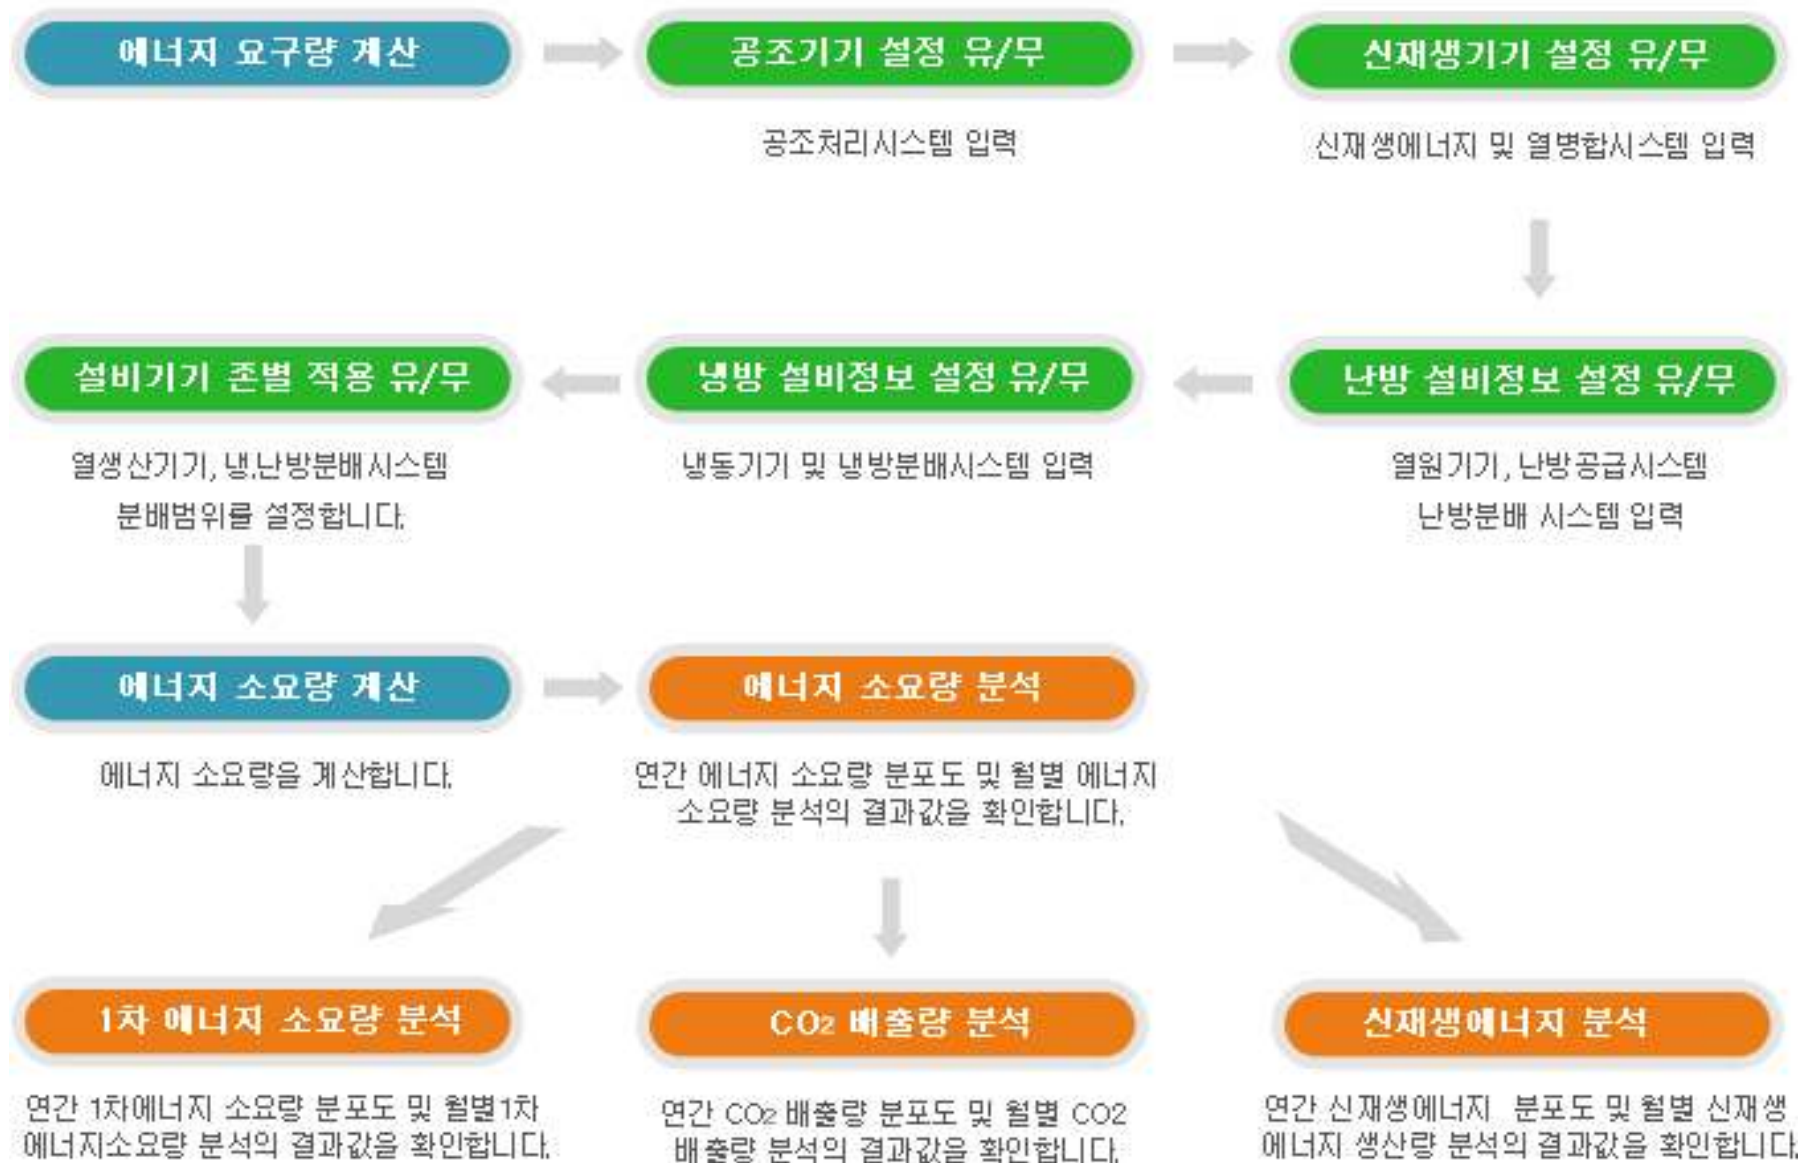 에너지 요구량 계산
공조기기 설정 유/무
신재생기기 설정 유/무
공조처리시스템 입력
신재생에너지 및 열병합시스템 입력
설비기기 존별 적용 유/무
냉방 설비정보 설정 유/무
난방 설비정보 설정 유/무
열생산기기, 냉.난방분배시스템
분배범위를 설정합니다.
냉동기기 및 냉방분배시스템 입력
열원기기, 난방공급시스템
난방분배 시스템 입력
에너지 소요량 계산
에너지 소요량 분석
에너지 소요량을 계산합니다.
연간 에너지 소요량 분포도 및 월별 에너지
소요량 분석의 결과값을 확인합니다.
1차 에너지 소요량 분석
CO₂ 배출량 분석
신재생에너지 분석
연간 1차에너지 소요량 분포도 및 월별1차
에너지소요량 분석의 결과값을 확인합니다.
연간 CO₂ 배출량 분포도 및 월별 CO2
배출량 분석의 결과값을 확인합니다.
연간 신재생에너지 분포도 및 월별 신재생
에너지 생산량 분석의 결과값을 확인합니다.